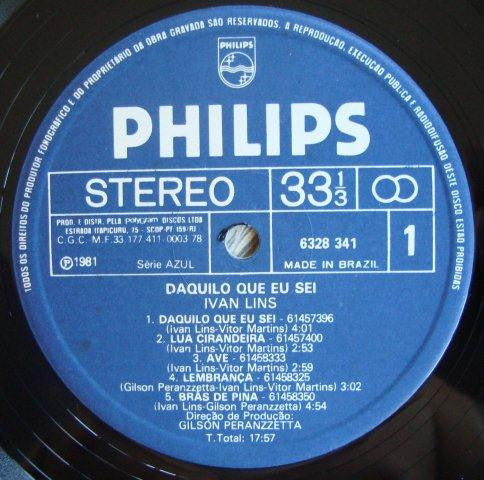 TODOS OS DIREITOS DO PRODUTOR FONOGRÁFICO E DO PROPRIETÁRIO DA OBRA GRAVADA SÃO RESERVADOS. A REPRODUÇÃO, EXECUÇÃO PÚBLICA E RADIODIFUSÃO DESTE DISCO ESTÃO PROIBIDAS
PHILIPS
PHILIPS
STEREO 33 1/3
PROD. E DISTR. PELA polygram DISCOS LTDA
ESTRADA ITAPICURU, 75 - SCDP-PF 159/RJ
C.G.C. M.F. 33 177 411 0003 78
6328 341
1
℗1981 Série AZUL MADE IN BRAZIL
DAQUILO QUE EU SEI
IVAN LINS
1. DAQUILO QUE EU SEI - 61457396
(Ivan Lins-Vitor Martins) 4:01
2. LUA CIRANDEIRA - 61457400
(Ivan Lins-Vitor Martins) 2:53
3. AVE - 61458333
(Ivan Lins-Vitor Martins) 2:59
4. LEMBRANÇA - 61458325
(Gilson Peranzzetta-Ivan Lins-Vitor Martins) 3:02
5. BRÁS DE PINA - 61458350
(Ivan Lins-Gilson Peranzzetta) 4:54
Direção de Produção:
GILSON PERANZZETTA
T. Total: 17:57